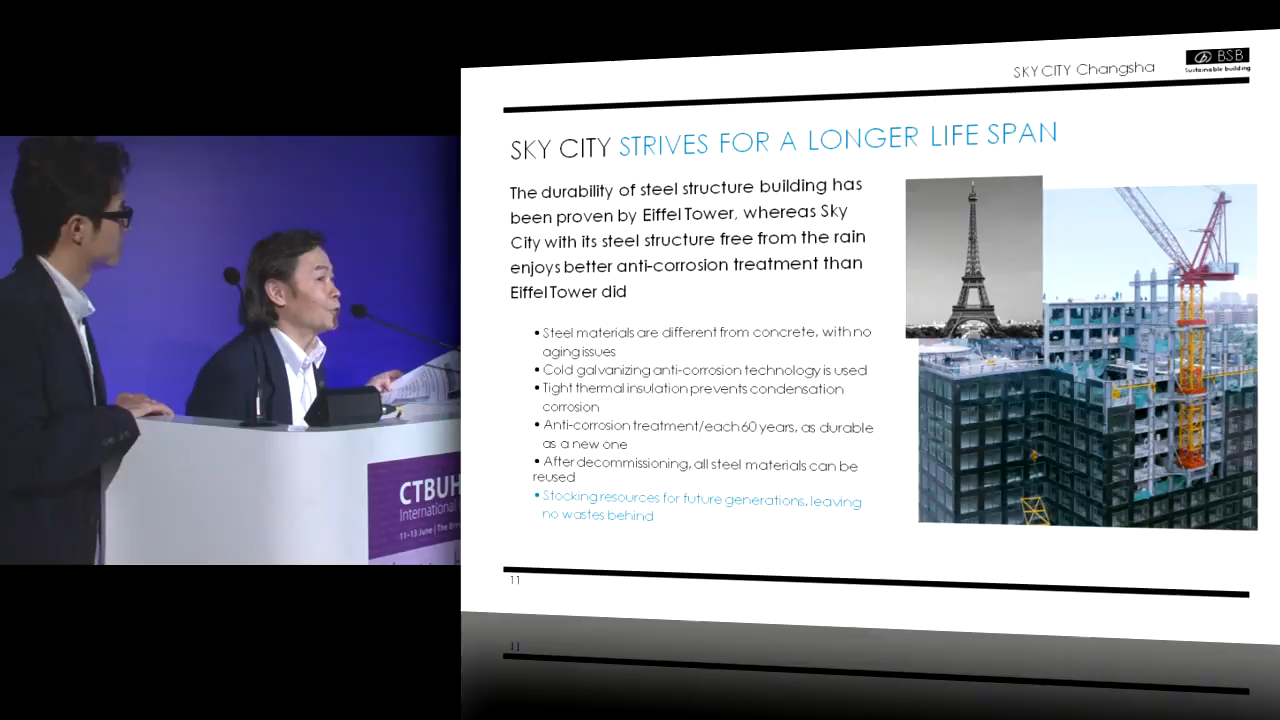 SKY CITY Changsha
BSB
Sustainable building
SKY CITY STRIVES FOR A LONGER LIFE SPAN
The durability of steel structure building has
been proven by Eiffel Tower, whereas Sky
City with its steel structure free from the rain
enjoys better anti-corrosion treatment than
Eiffel Tower did
• Steel materials are different from concrete, with no
aging issues
• Cold galvanizing anti-corrosion technology is used
• Tight thermal insulation prevents condensation
corrosion
• Anti-corrosion treatment/each 60 years, as durable
as a new one
• After decommissioning, all steel materials can be
reused
• Stocking resources for future generations, leaving
no wastes behind
11
11
CTBUH
International
11-13 June | The